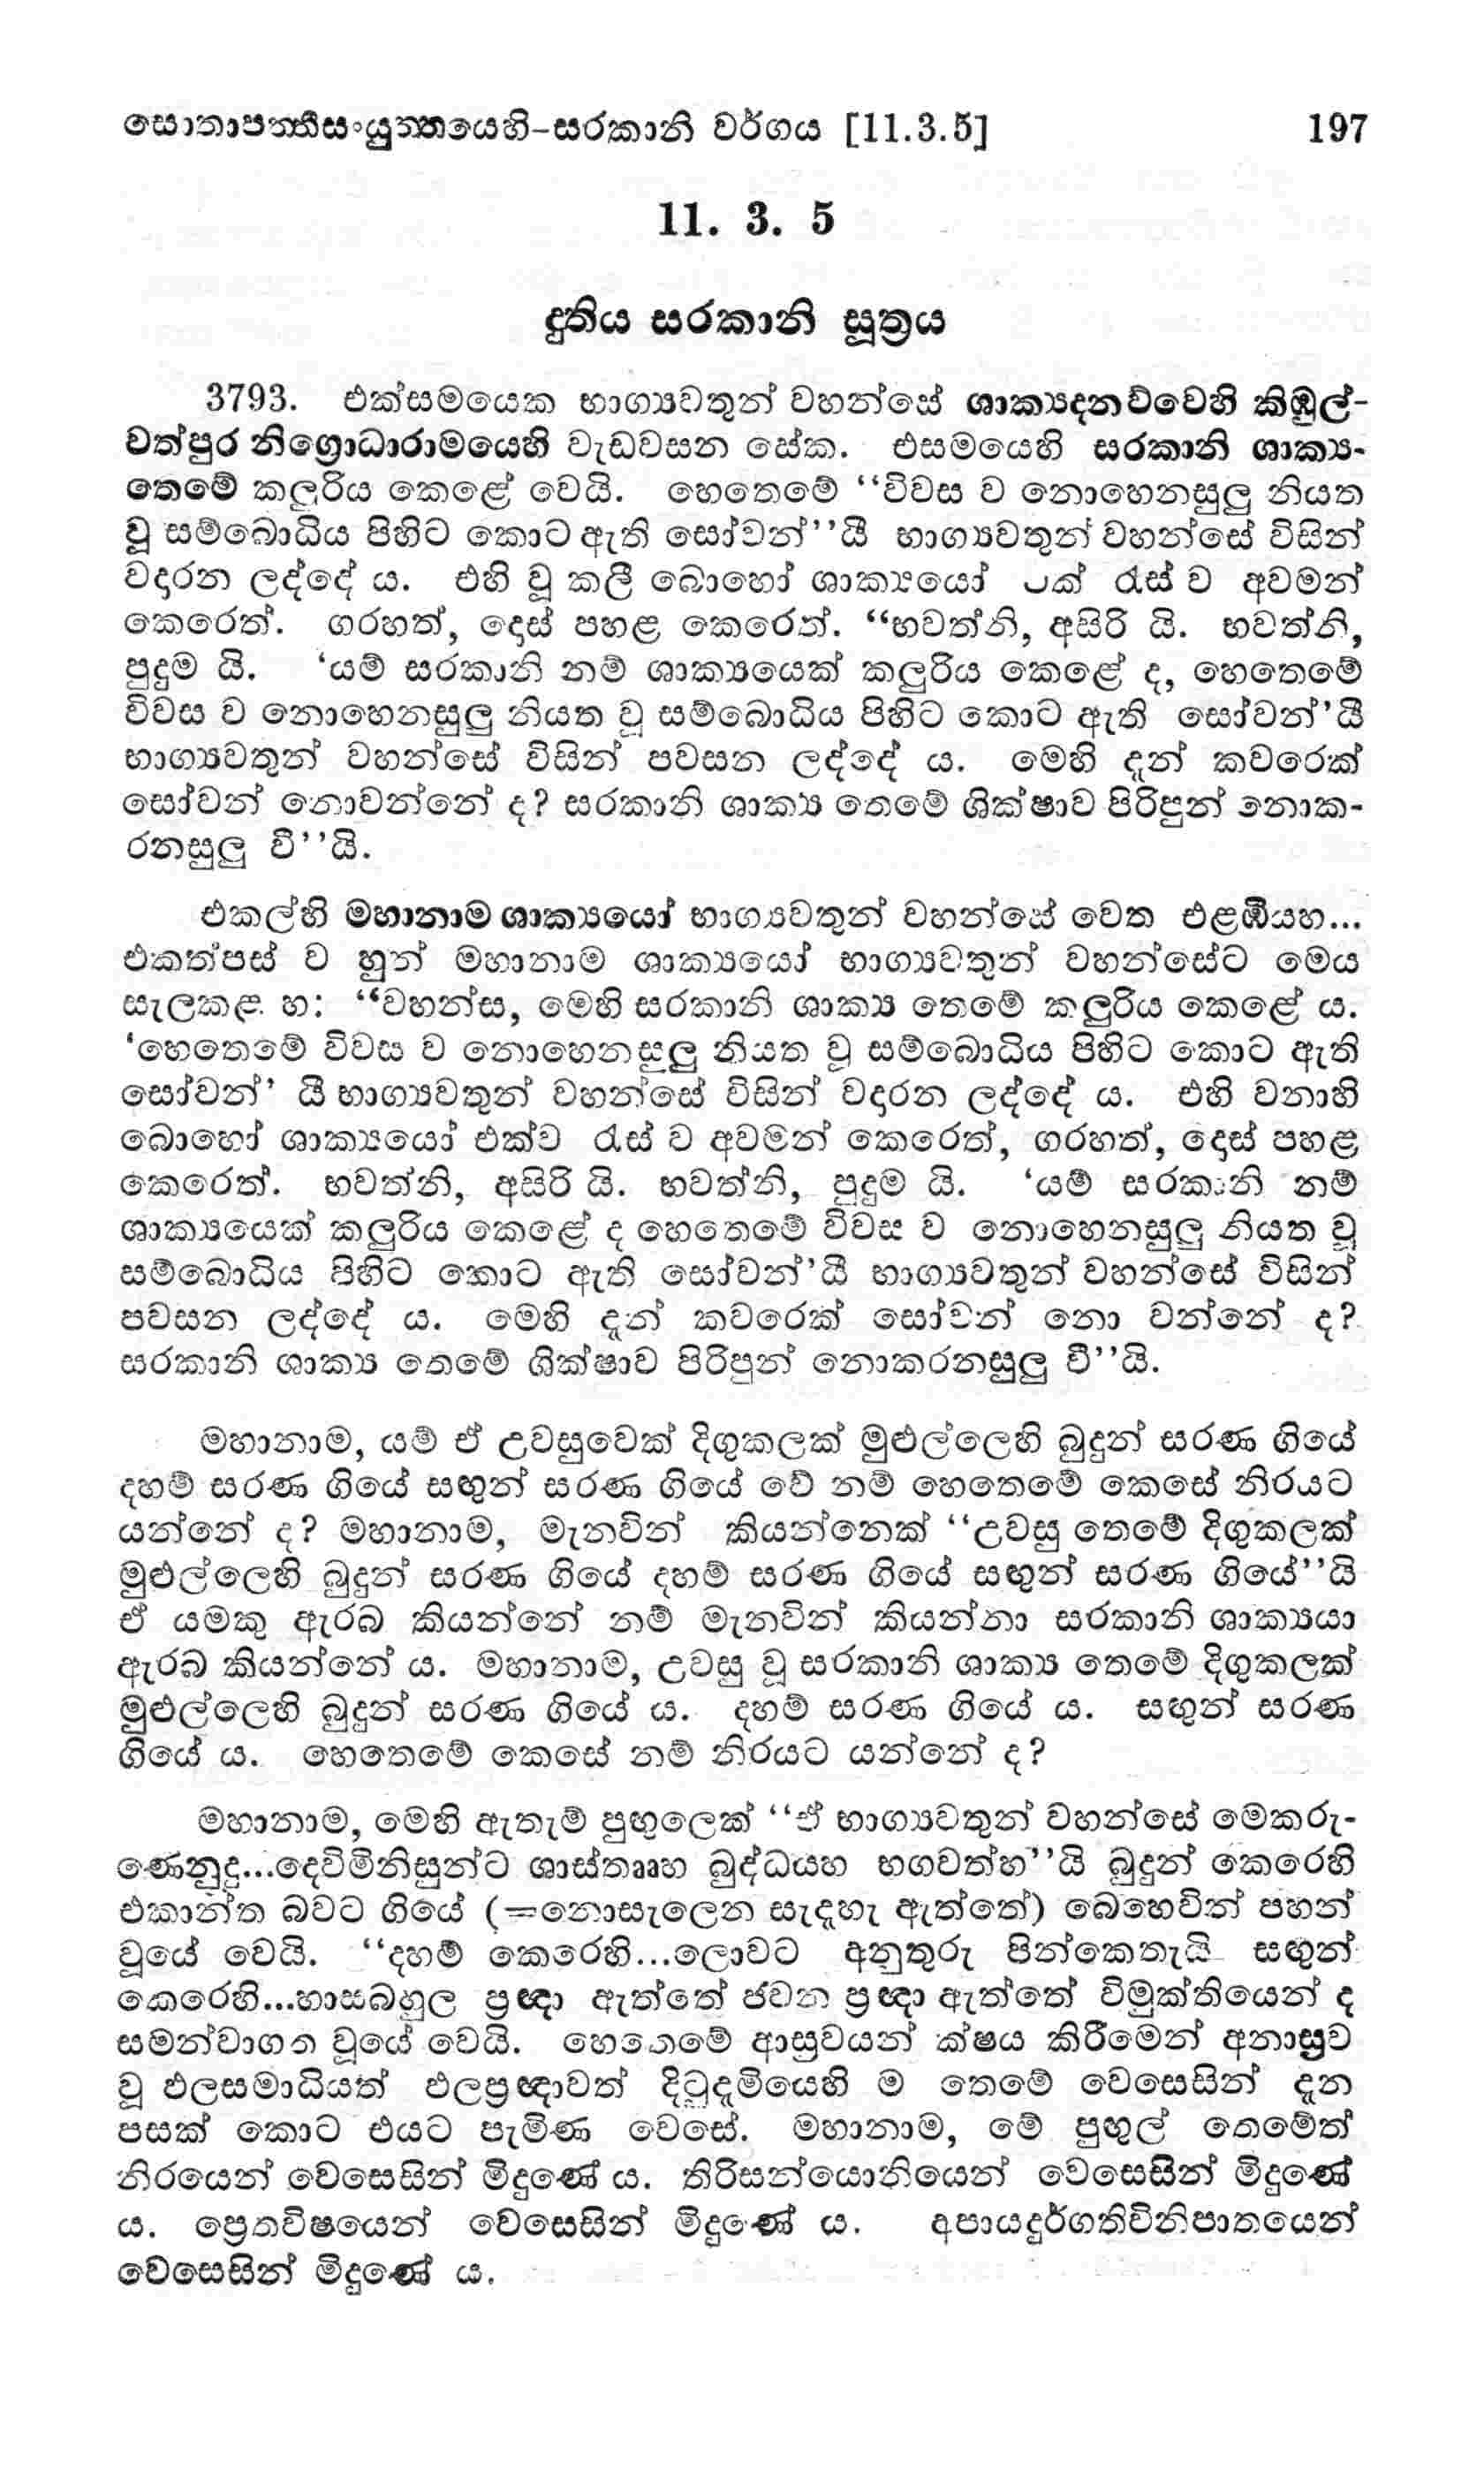 සොතාපත්තිසංයුත්තයෙහි-සරකානි වර්ගය [11.3.5] 197
11. 3. 5
දුතිය සරකානි සූත්‍රය
3793. එක්සමයෙක භාග්‍යවතුන් වහන්සේ ශාක්‍යදනව්වෙහි කිඹුල්-
වත්පුර නිග්‍රොධාරාමයෙහි වැඩවසන සේක. එසමයෙහි සරකානි ශාක්‍ය-
තෙමේ කලුරිය කෙළේ වෙයි. හෙතෙමේ “විවස ව නොහෙනසුලු නියත
වූ සම්බොධිය පිහිට කොට ඇති සෝවන්’’යී භාග්‍යවතුන් වහන්සේ විසින්
වදාරන ලද්දේ ය. එහි වූ කලී බොහෝ ශාක්‍යයෝ රැස් ව අවමන්
කෙරෙත්. ගරහත්, දොස් පහළ කෙරෙත්. “භවත්නි, අසිරි යි. භවත්නි,
පුදුම යි. ‘යම් සරකානි නම් ශාක්‍යයෙක් කලුරිය කෙළේ ද, හෙතෙමේ
විවස ව නොහෙනසුලු නියත වූ සම්බොධිය පිහිට කොට ඇති සෝවන්’යී
භාග්‍යවතුන් වහන්සේ විසින් පවසන ලද්දේ ය. මෙහි දැන් කවරෙක්
සෝවන් නොවන්නේ ද? සරකානි ශාක්‍ය තෙමේ ශික්ෂාව පිරිපුන් නොක-
රනසුලු වී’’යි.
එකල්හි මහානාම ශාක්‍යයෝ භාග්‍යවතුන් වහන්සේ වෙත එළඹියහ...
එකත්පස් ව හුන් මහානාම ශාක්‍යයෝ භාග්‍යවතුන් වහන්සේට මෙය
සැලකළ හ: “වහන්ස, මෙහි සරකානි ශාක්‍ය තෙමේ කලුරිය කෙළේ ය.
‘හෙතෙමේ විවස ව නොහෙනසුලු නියත වූ සම්බොධිය පිහිට කොට ඇති
සෝවන්’ යී භාග්‍යවතුන් වහන්සේ විසින් වදාරන ලද්දේ ය. එහි වනාහි
බොහෝ ශාක්‍යයෝ එක්ව රැස් ව අවමන් කෙරෙත්, ගරහත්, දොස් පහළ
කෙරෙත්. භවත්නි, අසිරි යි. භවත්නි, පුදුම යි. ‘යම් සරකානි නම්
ශාක්‍යයෙක් කලුරිය කෙළේ ද හෙතෙමේ විවස ව නොහෙනසුලු නියත වූ
සම්බොධිය පිහිට කොට ඇති සෝවන්’යී භාග්‍යවතුන් වහන්සේ විසින්
පවසන ලද්දේ ය. මෙහි දැන් කවරෙක් සෝවන් නො වන්නේ ද?
සරකානි ශාක්‍ය තෙමේ ශික්ෂාව පිරිපුන් නොකරනසුලු වී’’යි.
මහානාම, යම් ඒ උවසුවෙක් දිගුකලක් මුළුල්ලෙහි බුදුන් සරණ ගියේ
දහම් සරණ ගියේ සඟුන් සරණ ගියේ වේ නම් හෙතෙමේ කෙසේ නිරයට
යන්නේ ද? මහානාම, මැනවින් කියන්නෙක් “උවසු තෙමේ දිගුකලක්
මුළුල්ලෙහි බුදුන් සරණ ගියේ දහම් සරණ ගියේ සඟුන් සරණ ගියේ’’යි
ඒ යමකු ඇරබ කියන්නේ නම් මැනවින් කියන්නා සරකානි ශාක්‍යයා
ඇරබ කියන්නේ ය. මහානාම, උවසු වූ සරකානි ශාක්‍ය තෙමේ දිගුකලක්
මුළුල්ලෙහි බුදුන් සරණ ගියේ ය. දහම් සරණ ගියේ ය. සඟුන් සරණ
ගියේ ය. හෙතෙමේ කෙසේ නම් නිරයට යන්නේ ද?
මහානාම, මෙහි ඇතැම් පුඟුලෙක් “ඒ භාග්‍යවතුන් වහන්සේ මෙකරු-
ණෙනුදු...දෙව්මිනිසුන්ට ශාස්තෲහ බුද්ධයහ භගවත්හ’’යි බුදුන් කෙරෙහි
එකාන්ත බවට ගියේ (=නොසැලෙන සැදැහැ ඇත්තේ) බෙහෙවින් පහන්
වූයේ වෙයි. “දහම් කෙරෙහි...ලොවට අනුතුරු පින්කෙතැයි සඟුන්
කෙරෙහි...හාසබහුල ප්‍රඥා ඇත්තේ ජවන ප්‍රඥා ඇත්තේ විමුක්තියෙන් ද
සමන්වාගත වූයේ වෙයි. හෙතෙමේ ආස්‍රවයන් ක්ෂය කිරීමෙන් අනාස්‍රව
වූ ඵලසමාධියත් ඵලප්‍රඥාවත් දිටුදැමියෙහි ම තෙමේ වෙසෙසින් දැන
පසක් කොට එයට පැමිණ වෙසේ. මහානාම, මේ පුඟුල් තෙමේත්
නිරයෙන් වෙසෙසින් මිදුණේ ය. තිරිසන්යොනියෙන් වෙසෙසින් මිදුණේ
ය. ප්‍රෙතවිෂයෙන් වෙසෙසින් මිදුණේ ය. අපායදුර්ගතිවිනිපාතයෙන්
වෙසෙසින් මිදුණේ ය.